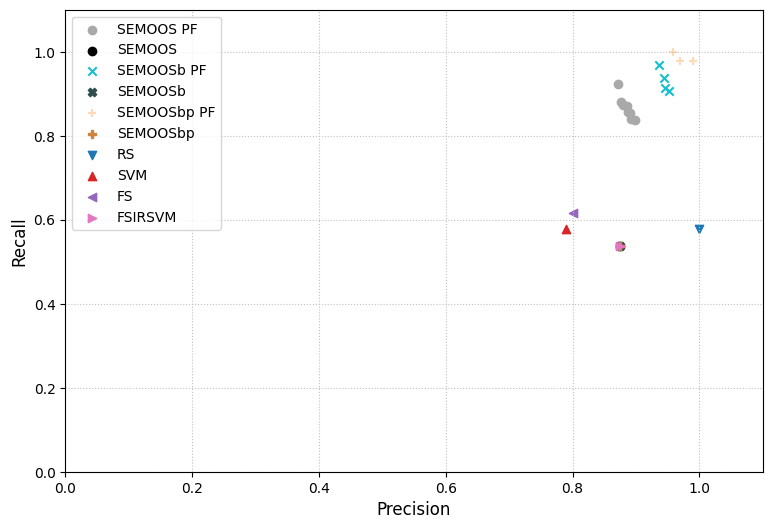 SEMOOS PF
SEMOOS
SEMOOSb PF
SEMOOSb
SEMOOSbp PF
SEMOOSbp
RS
SVM
FS
FSIRSVM
1.0
0.8
0.6
0.4
0.2
0.0
Recall
0.0 0.2 0.4 0.6 0.8 1.0
Precision